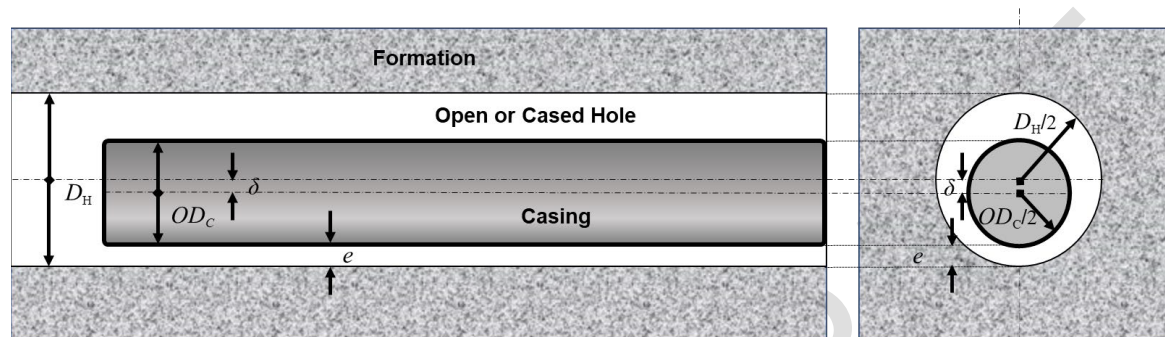 Formation
Open or Cased Hole
D_H
OD_C
δ
Casing
e
D_H/2
δ
OD_C/2
e